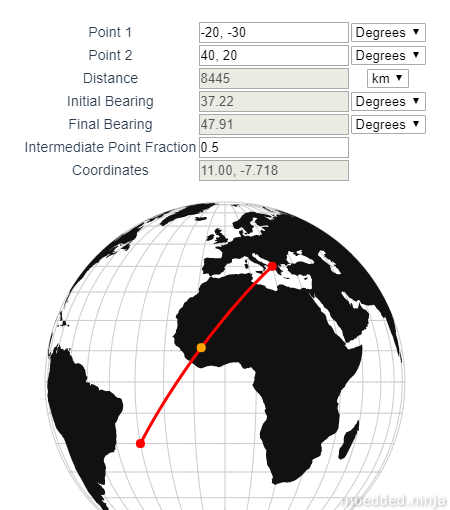 Point 1 -20, -30 Degrees
Point 2 40, 20 Degrees
Distance 8445 km
Initial Bearing 37.22 Degrees
Final Bearing 47.91 Degrees
Intermediate Point Fraction 0.5
Coordinates 11.00, -7.718
mbedded.ninja